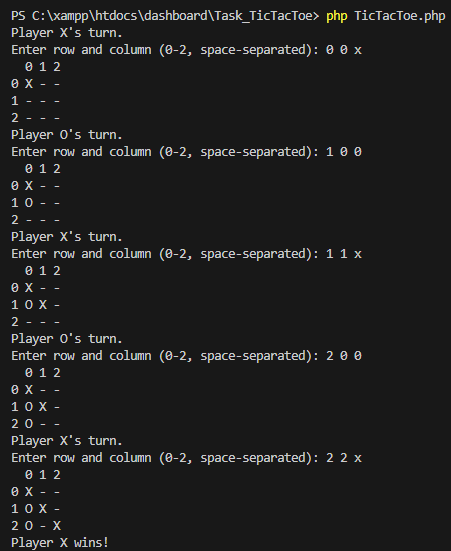 PS C:\xampp\htdocs\dashboard\Task_TicTacToe> php TicTacToe.php
Player X's turn.
Enter row and column (0-2, space-separated): 0 0 x
  0 1 2
0 X - -
1 - - -
2 - - -
Player O's turn.
Enter row and column (0-2, space-separated): 1 0 0
  0 1 2
0 X - -
1 O - -
2 - - -
Player X's turn.
Enter row and column (0-2, space-separated): 1 1 x
  0 1 2
0 X - -
1 O X -
2 - - -
Player O's turn.
Enter row and column (0-2, space-separated): 2 0 0
  0 1 2
0 X - -
1 O X -
2 O - -
Player X's turn.
Enter row and column (0-2, space-separated): 2 2 x
  0 1 2
0 X - -
1 O X -
2 O - X
Player X wins!